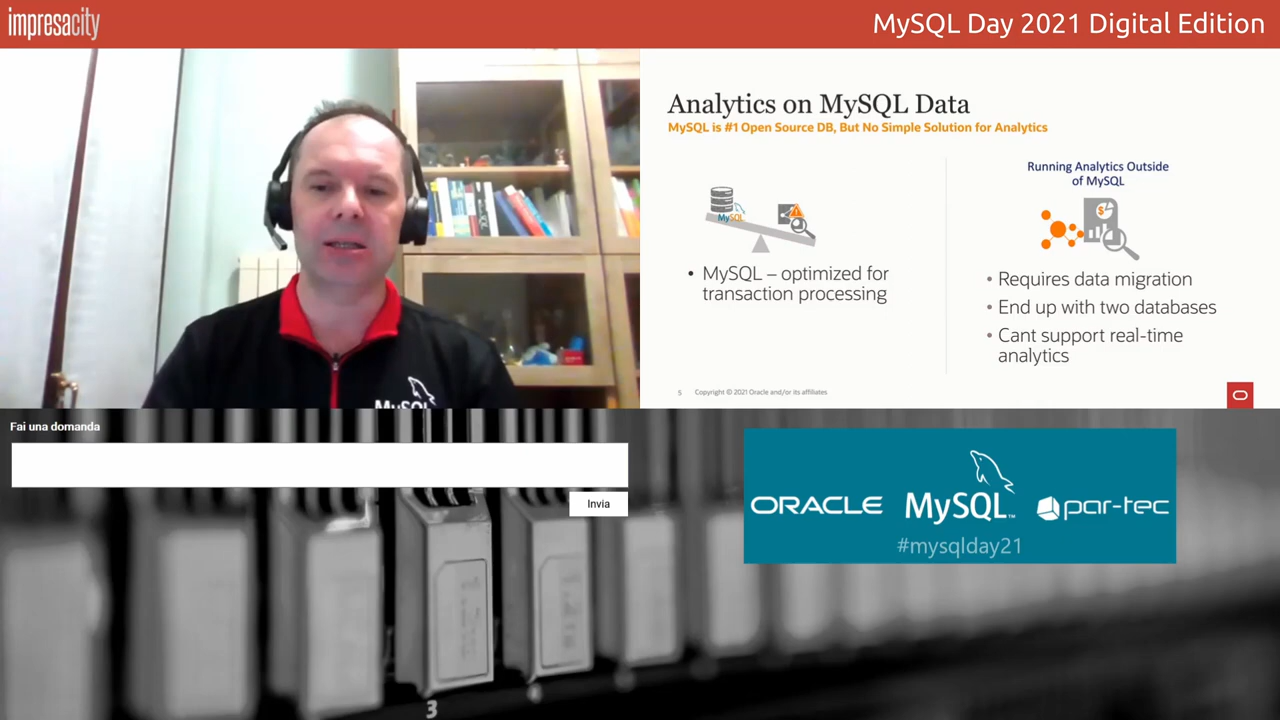 impresacity
MySQL Day 2021 Digital Edition
MySQL
Analytics on MySQL Data
MySQL is #1 Open Source DB, But No Simple Solution for Analytics
MySQL
• MySQL – optimized for
transaction processing
Running Analytics Outside
of MySQL
$
• Requires data migration
• End up with two databases
• Cant support real-time
analytics
5 Copyright © 2021 Oracle and/or its affiliates
Fai una domanda
Invia
ORACLE MySQL™ par-tec
#mysqlday21
3
4